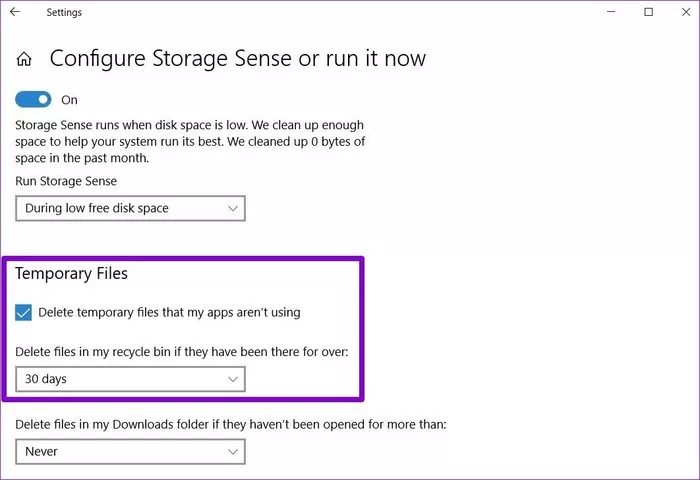 Settings
Configure Storage Sense or run it now
On
Storage Sense runs when disk space is low. We clean up enough
space to help your system run its best. We cleaned up 0 bytes of
space in the past month.
Run Storage Sense
During low free disk space
Temporary Files
Delete temporary files that my apps aren't using
Delete files in my recycle bin if they have been there for over:
30 days
Delete files in my Downloads folder if they haven't been opened for more than:
Never